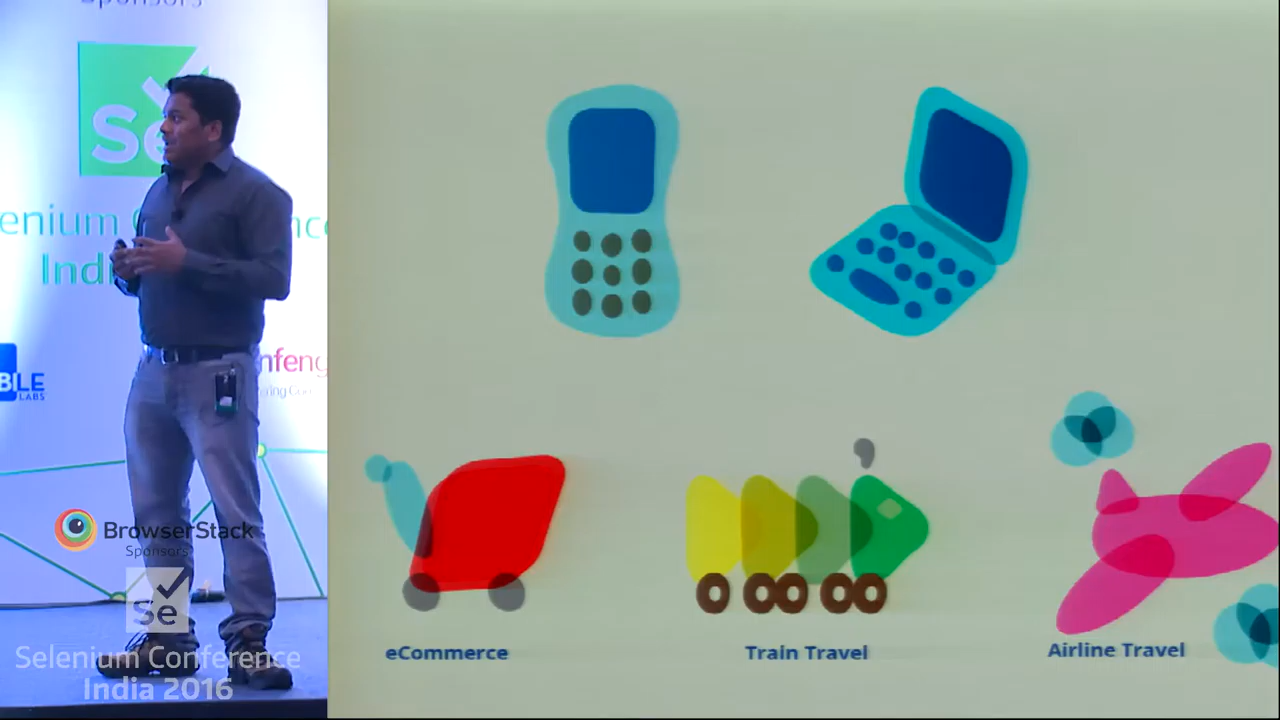 Sponsors
Se
enium
India
BLE
LABS
nfeng
BrowserStack
Sponsors
Se
Selenium Conference
India 2016
eCommerce
Train Travel
Airline Travel